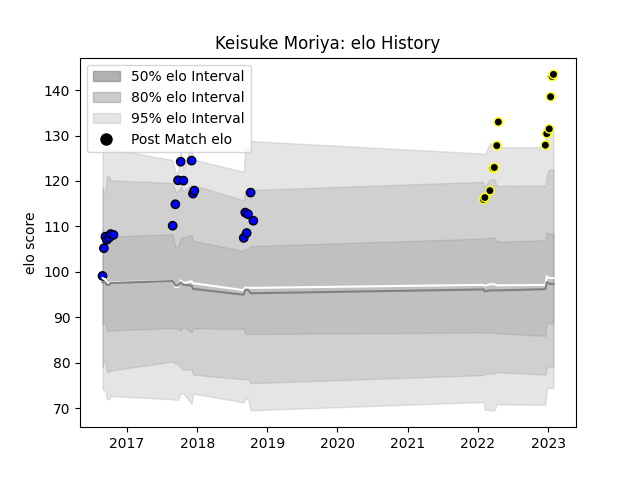 Keisuke Moriya: elo History
50% elo Interval
80% elo Interval
95% elo Interval
Post Match elo
elo score
140
130
120
110
100
90
80
70
2017 2018 2019 2020 2021 2022 2023